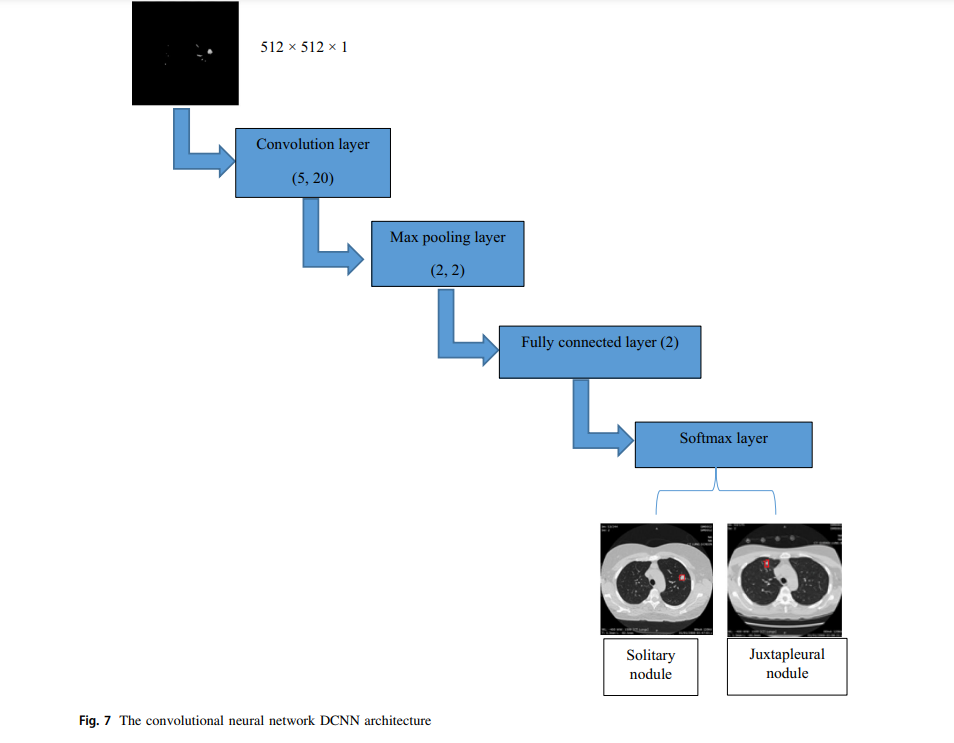 512 × 512 × 1
Convolution layer
(5, 20)
Max pooling layer
(2, 2)
Fully connected layer (2)
Softmax layer
Solitary
nodule
Juxtapleural
nodule
Fig. 7 The convolutional neural network DCNN architecture